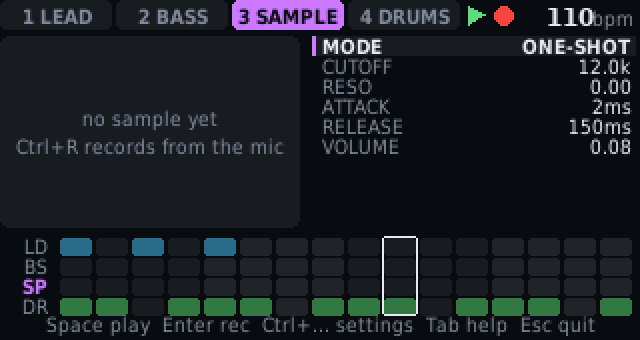 1 LEAD 2 BASS 3 SAMPLE 4 DRUMS 110bpm
MODE ONE-SHOT
CUTOFF 12.0k
RESO 0.00
ATTACK 2ms
RELEASE 150ms
VOLUME 0.08
no sample yet
Ctrl+R records from the mic
LD
BS
SP
DR
Space play Enter rec Ctrl+... settings Tab help Esc quit